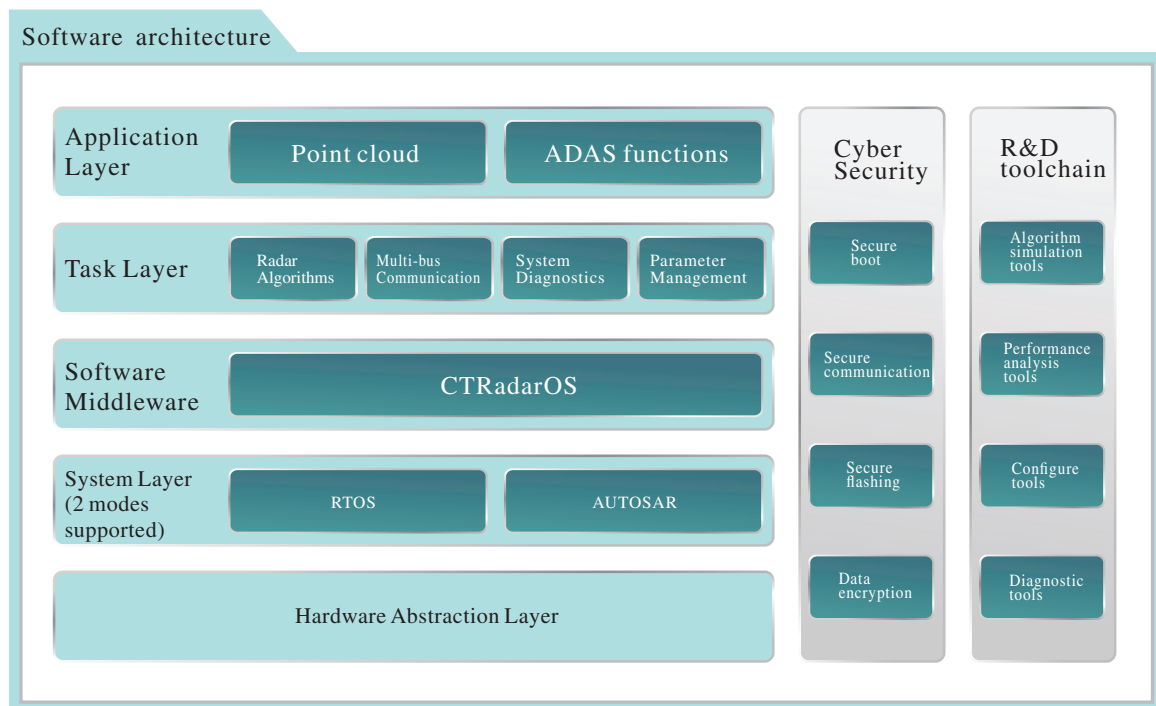 Software architecture
Application
Layer
Point cloud
ADAS functions
Task Layer
Radar
Algorithms
Multi-bus
Communication
System
Diagnostics
Parameter
Management
Software
Middleware
CTRadarOS
System Layer
(2 modes
supported)
RTOS
AUTOSAR
Hardware Abstraction Layer
Cyber
Security
Secure
boot
Secure
communication
Secure
flashing
Data
encryption
R&D
toolchain
Algorithm
simulation
tools
Performance
analysis
tools
Configure
tools
Diagnostic
tools